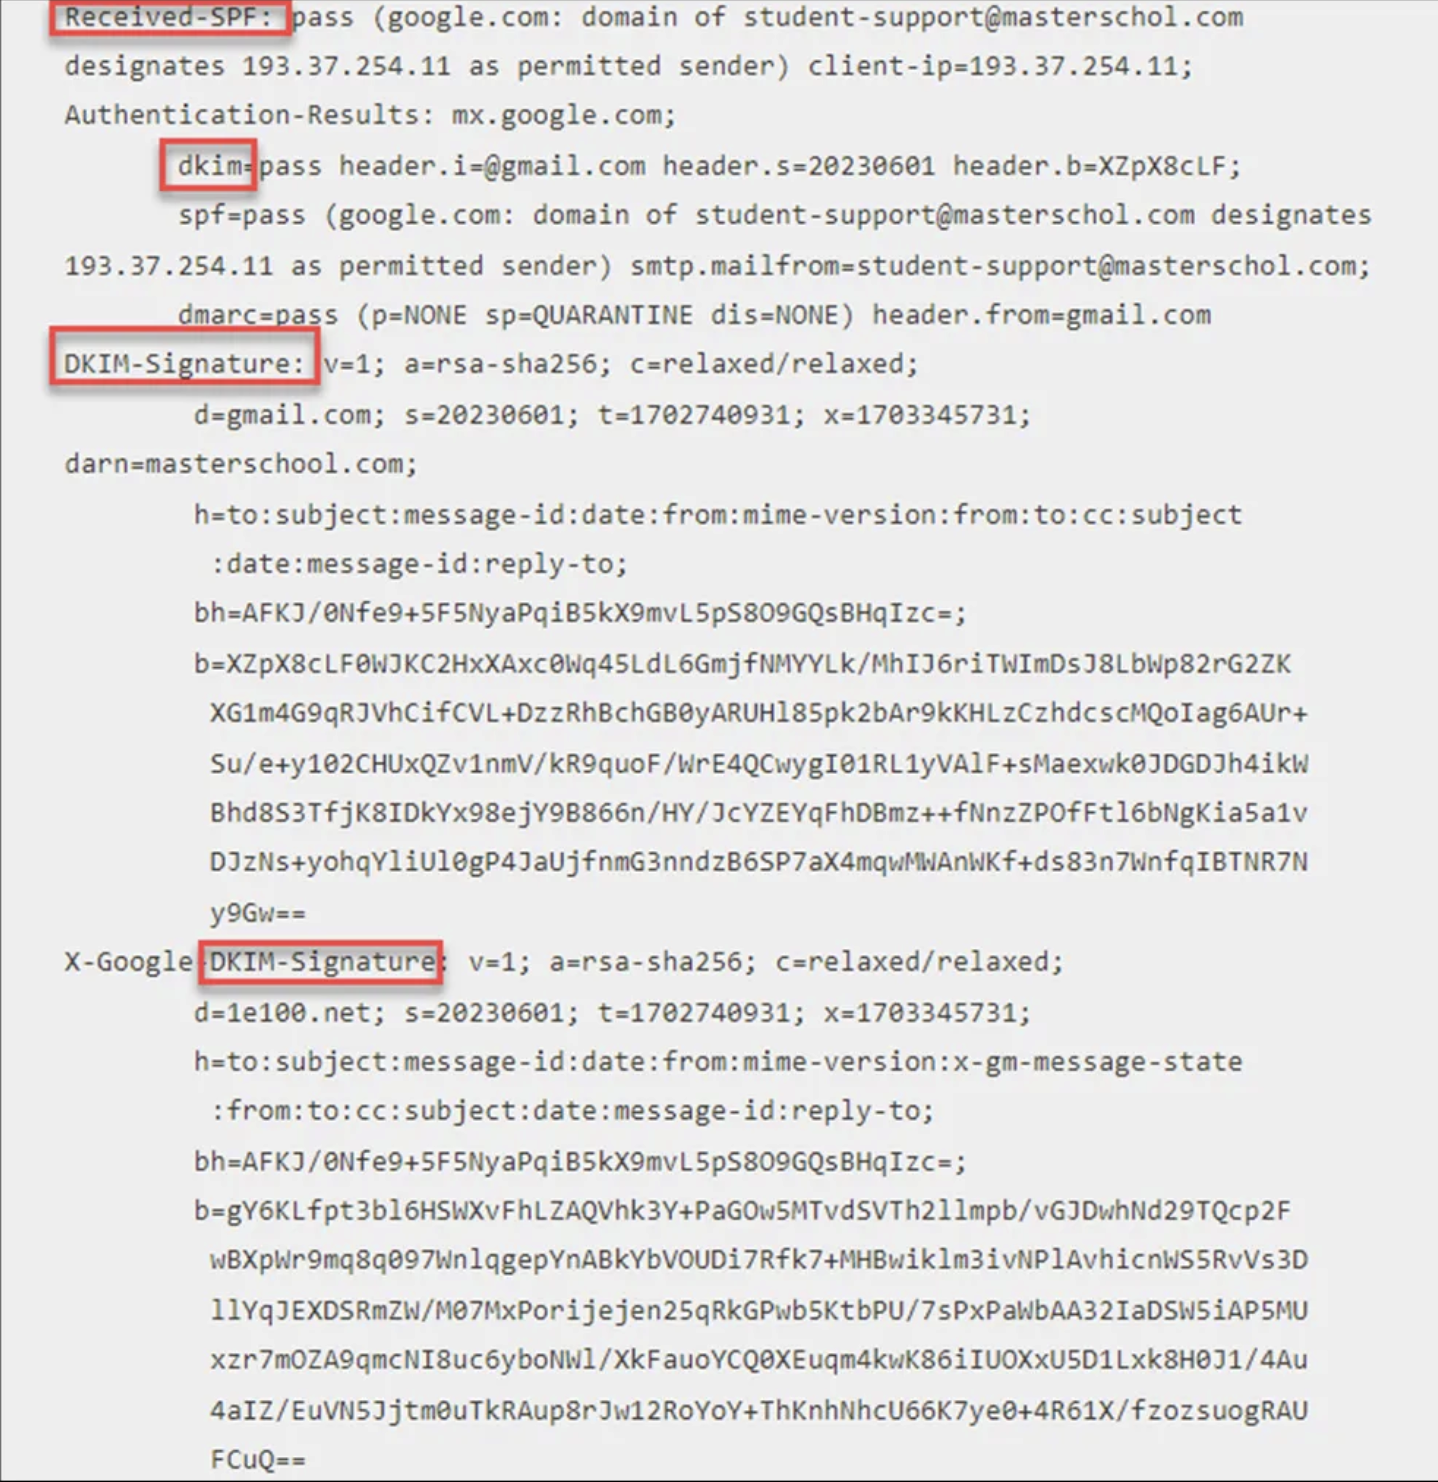 Received-SPF: pass (google.com: domain of student-support@masterschol.com
designates 193.37.254.11 as permitted sender) client-ip=193.37.254.11;
Authentication-Results: mx.google.com;
dkim=pass header.i=@gmail.com header.s=20230601 header.b=XZpX8cLF;
spf=pass (google.com: domain of student-support@masterschol.com designates
193.37.254.11 as permitted sender) smtp.mailfrom=student-support@masterschol.com;
dmarc=pass (p=NONE sp=QUARANTINE dis=NONE) header.from=gmail.com
DKIM-Signature: v=1; a=rsa-sha256; c=relaxed/relaxed;
d=gmail.com; s=20230601; t=1702740931; x=1703345731;
darn=masterschool.com;
h=to:subject:message-id:date:from:mime-version:from:to:cc:subject
:date:message-id:reply-to;
bh=AFKJ/0Nfe9+5F5NyaPqiB5kX9mvL5pS8O9GQsBHqIzc=;
b=XZpX8cLF0WJKC2HxXAxc0Wq45LdL6GmjfNMYYLk/MhIJ6riTWImDsJ8LbWp82rG2ZK
XG1m4G9qRJVhCifCVL+DzzRhBchGB0yARUHl85pk2bAr9kKHLzCzhdcscMQoIag6AUr+
Su/e+y102CHUxQZv1nmV/kR9quoF/WrE4QCwygI01RL1yVAlF+sMaexwk0JDGDJh4ikW
Bhd8S3TfjK8IDkYx98ejY9B866n/HY/JcYZEYqFhDBmz++fNnzZPOfFtl6bNgKia5a1v
DJzNs+yohqYliUl0gP4JaUjfnmG3nndzB6SP7aX4mqwMWAnWKf+ds83n7WnfqIBTNR7N
y9Gw==
X-Google-DKIM-Signature: v=1; a=rsa-sha256; c=relaxed/relaxed;
d=1e100.net; s=20230601; t=1702740931; x=1703345731;
h=to:subject:message-id:date:from:mime-version:x-gm-message-state
:from:to:cc:subject:date:message-id:reply-to;
bh=AFKJ/0Nfe9+5F5NyaPqiB5kX9mvL5pS8O9GQsBHqIzc=;
b=gY6KLfpt3bl6HSWXvFhLZAQVhk3Y+PaGOw5MTvdSVTh2llmpb/vGJDwhNd29TQcp2F
wBXpWr9mq8q097WnlqgepYnABkYbVOUDi7Rfk7+MHBwiklm3ivNPlAvhicnWS5RvVs3D
llYqJEXDSRmZW/M07MxPorijejen25qRkGPwb5KtbPU/7sPxPaWbAA32IaDSW5iAP5MU
xzr7mOZA9qmcNI8uc6yboNWl/XkFauoYCQ0XEuqm4kwK86iIUOXxU5D1Lxk8H0J1/4Au
4aIZ/EuVN5Jjtm0uTkRAup8rJw12RoYoY+ThKnhNhcU66K7ye0+4R61X/fzozsuogRAU
FCuQ==